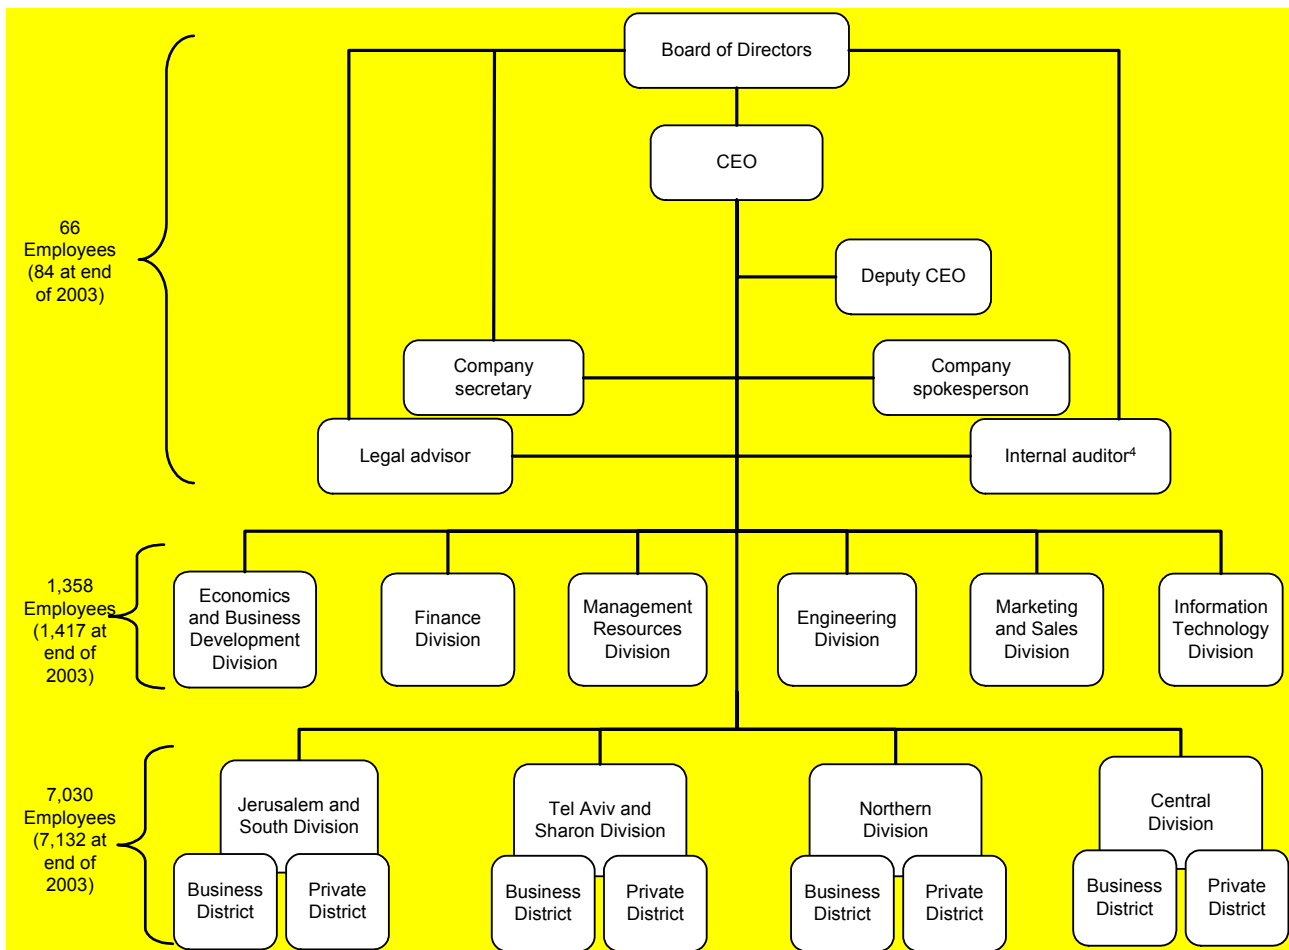 Board of Directors
CEO
66
Employees
(84 at end
of 2003)
Deputy CEO
Company
secretary
Company
spokesperson
Legal advisor
Internal auditor⁴
1,358
Employees
(1,417 at
end of
2003)
Economics
and Business
Development
Division
Finance
Division
Management
Resources
Division
Engineering
Division
Marketing
and Sales
Division
Information
Technology
Division
7,030
Employees
(7,132 at
end of
2003)
Jerusalem and
South Division
Tel Aviv and
Sharon Division
Northern
Division
Central
Division
Business
District
Private
District
Business
District
Private
District
Business
District
Private
District
Business
District
Private
District